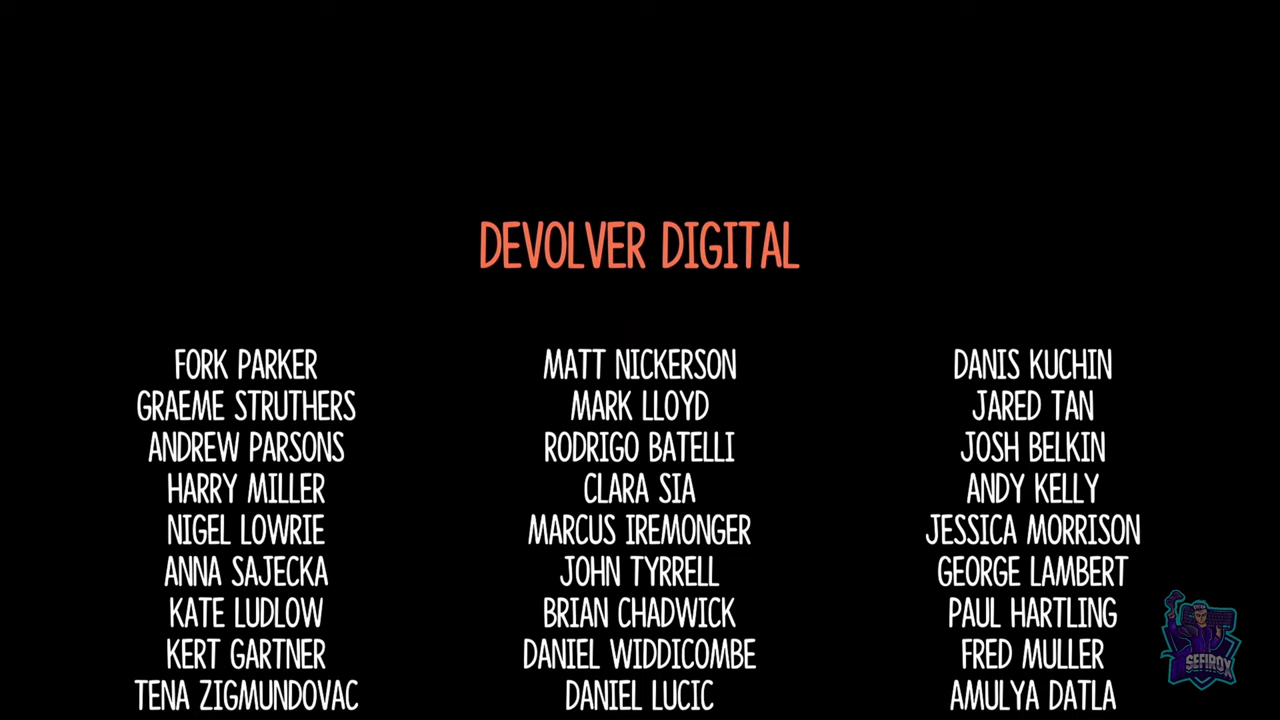 DEVOLVER DIGITAL
FORK PARKER
GRAEME STRUTHERS
ANDREW PARSONS
HARRY MILLER
NIGEL LOWRIE
ANNA SAJECKA
KATE LUDLOW
KERT GARTNER
TENA ZIGMUNDOVAC
MATT NICKERSON
MARK LLOYD
RODRIGO BATELLI
CLARA SIA
MARCUS IREMONGER
JOHN TYRRELL
BRIAN CHADWICK
DANIEL WIDDICOMBE
DANIEL LUCIC
DANIS KUCHIN
JARED TAN
JOSH BELKIN
ANDY KELLY
JESSICA MORRISON
GEORGE LAMBERT
PAUL HARTLING
FRED MULLER
AMULYA DATLA
SEFIROX